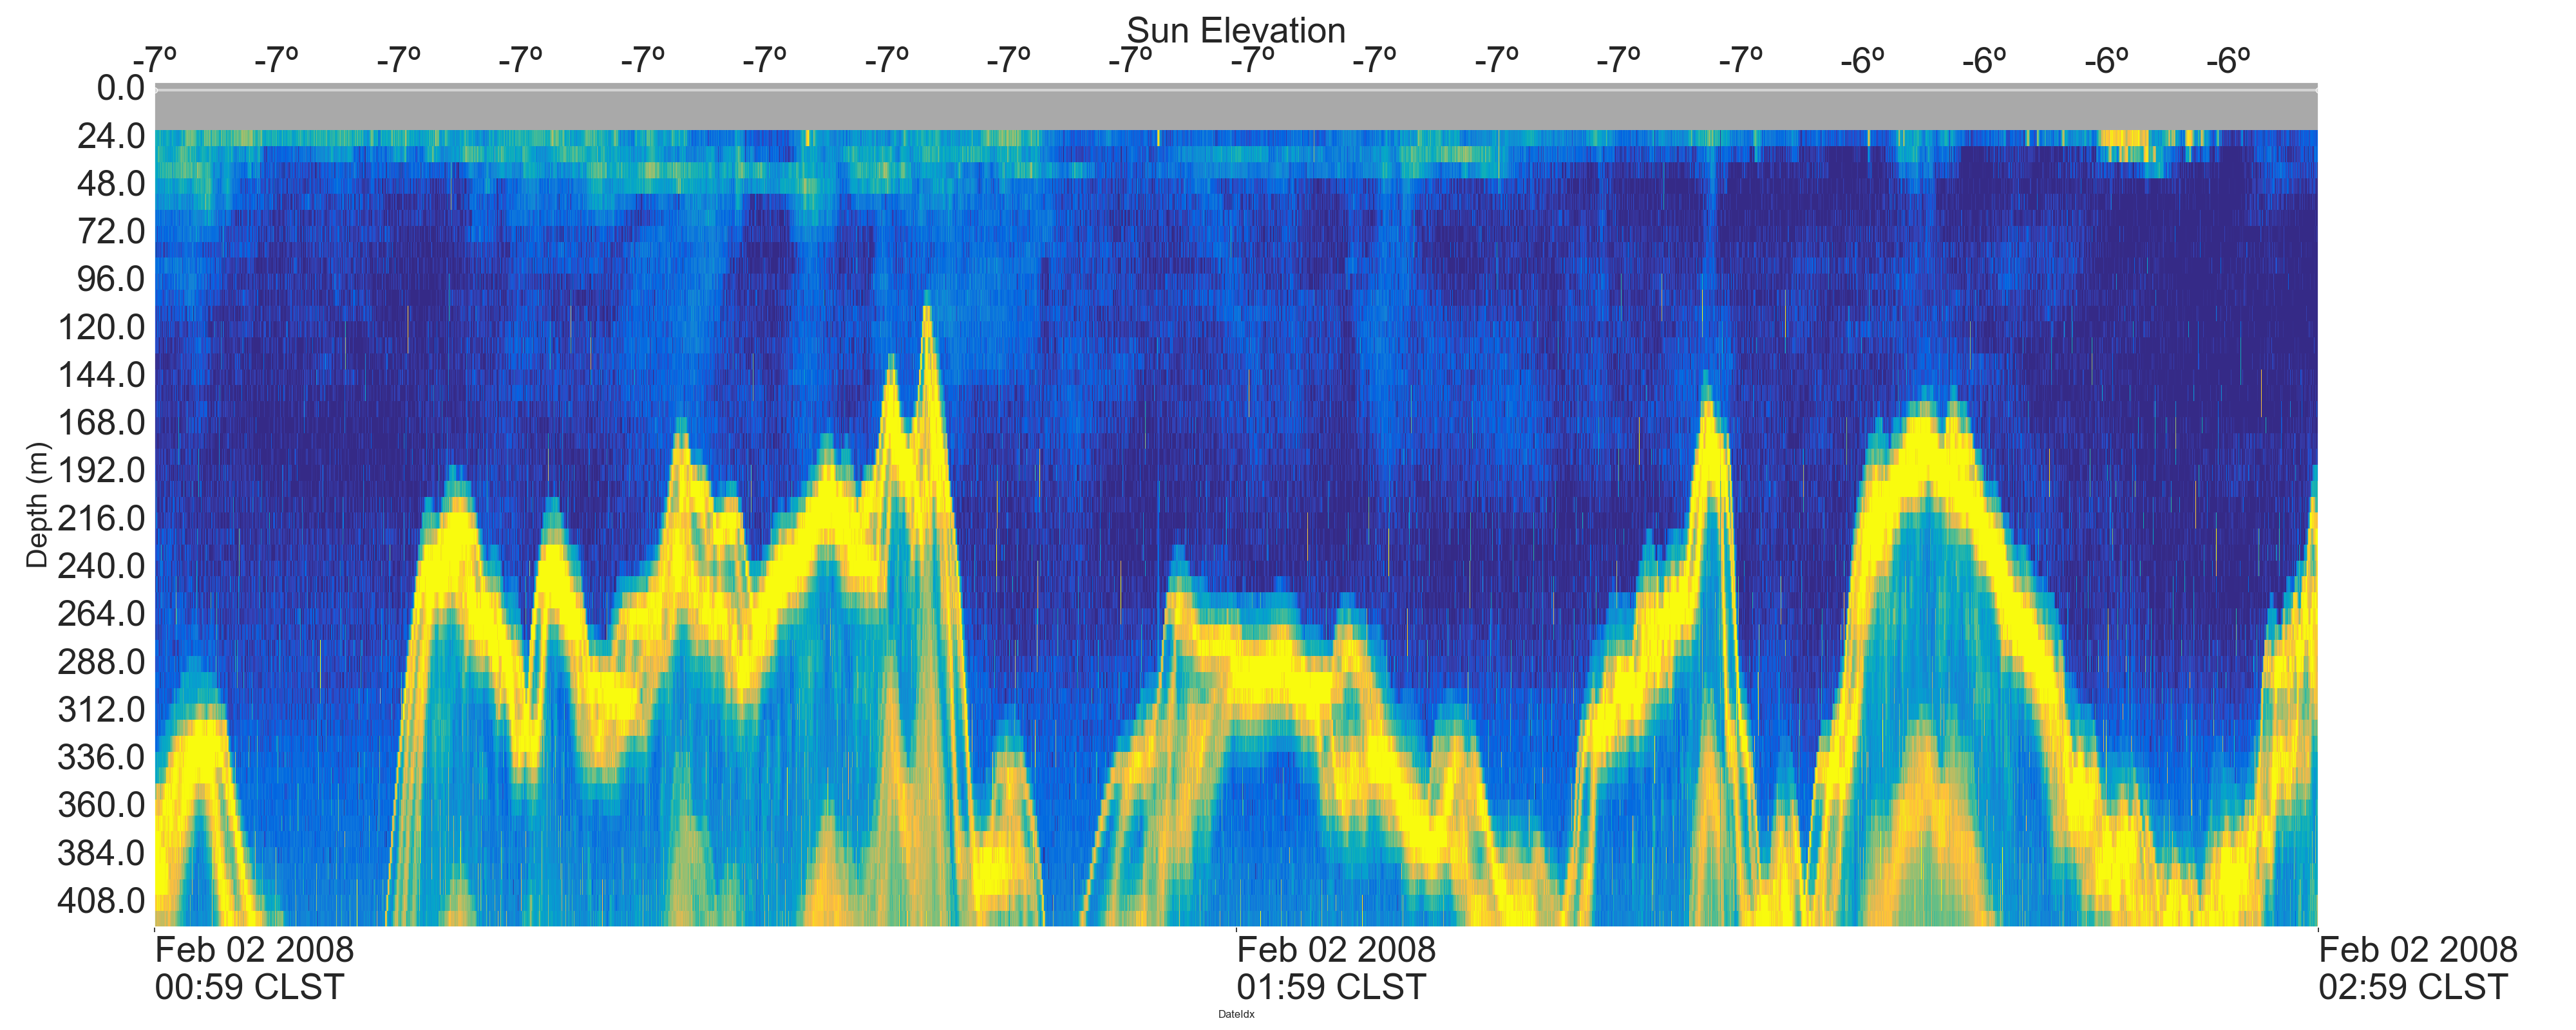 Sun Elevation
-7º -7º -7º -7º -7º -7º -7º -7º -7º -7º -7º -7º -7º -7º -6º -6º -6º -6º
0.0
24.0
48.0
72.0
96.0
120.0
144.0
168.0
192.0
216.0
240.0
264.0
288.0
312.0
336.0
360.0
384.0
408.0
Depth (m)
Feb 02 2008
00:59 CLST
Feb 02 2008
01:59 CLST
Feb 02 2008
02:59 CLST
DateIdx